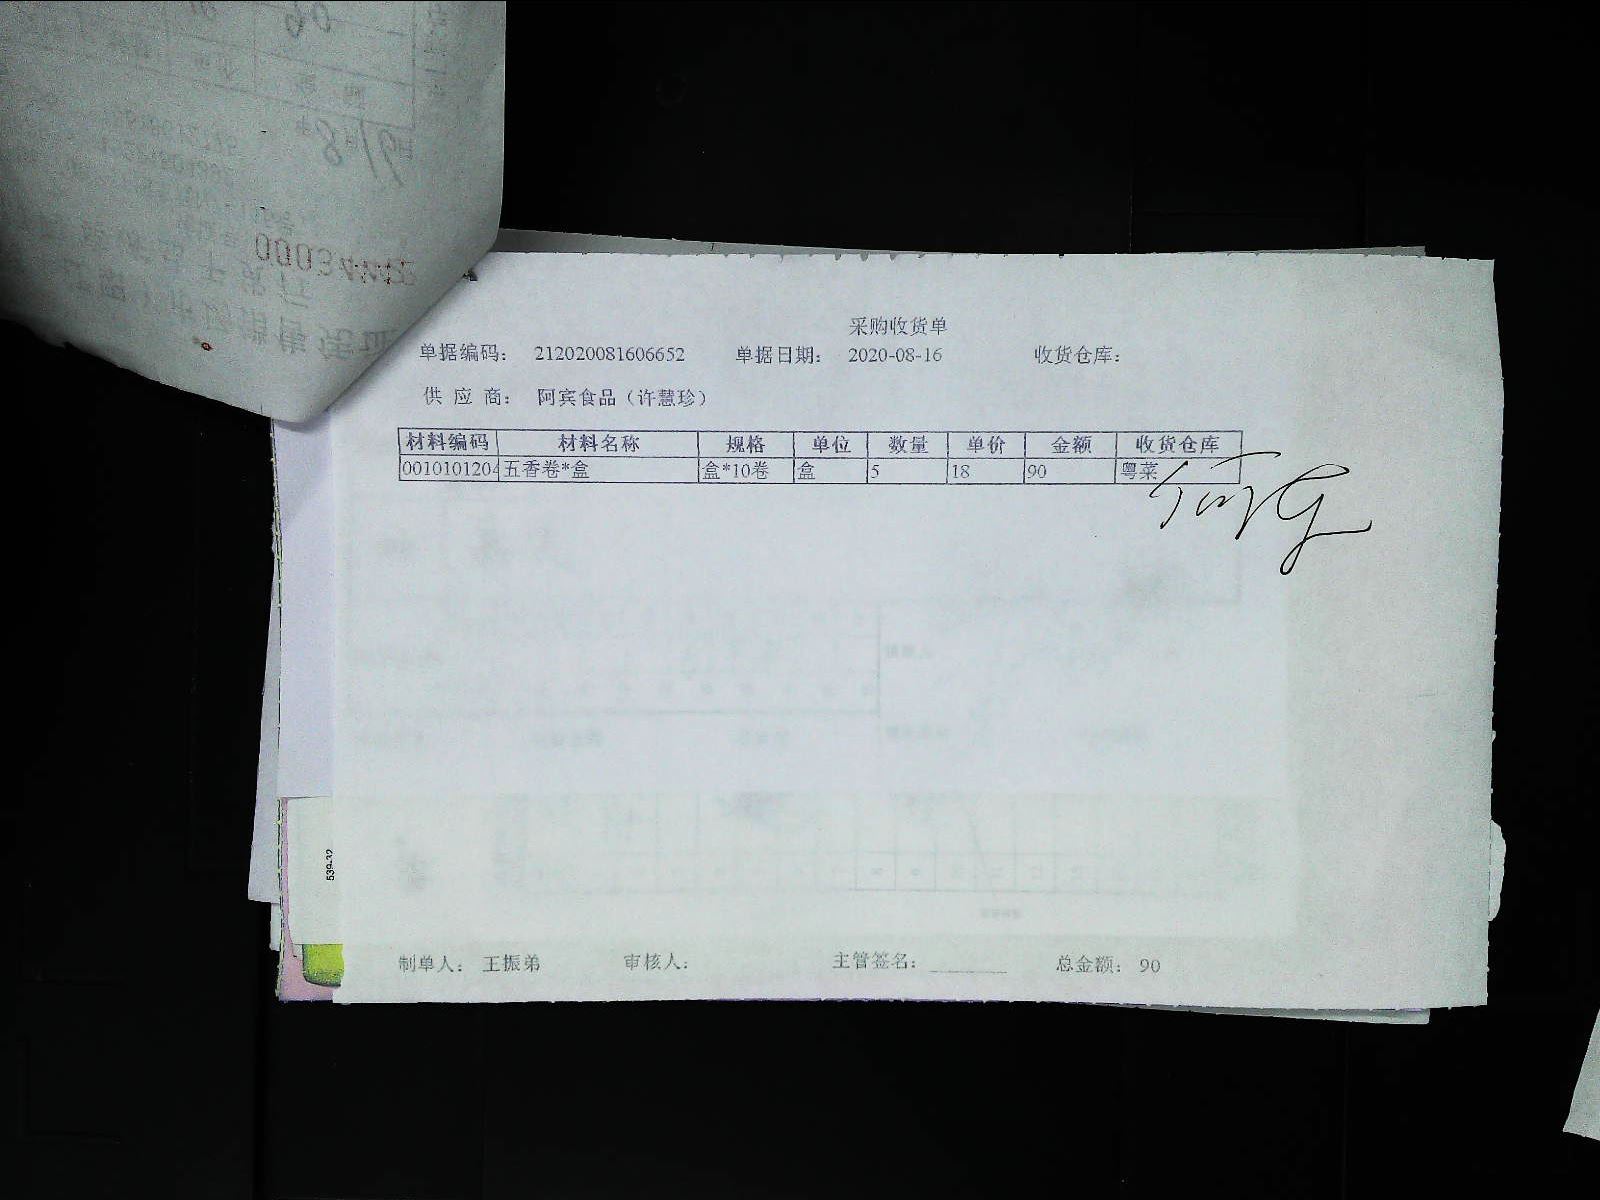 采购收货单
单据编码： 212020081606652 单据日期： 2020-08-16 收货仓库：
供 应 商： 阿宾食品（许慧珍）
材料编码 材料名称 规格 单位 数量 单价 金额 收货仓库
0010101204 五香卷*盒 盒*10卷 盒 5 18 90 粤菜
539-32
制单人： 王振弟 审核人： 主管签名： 总金额： 90